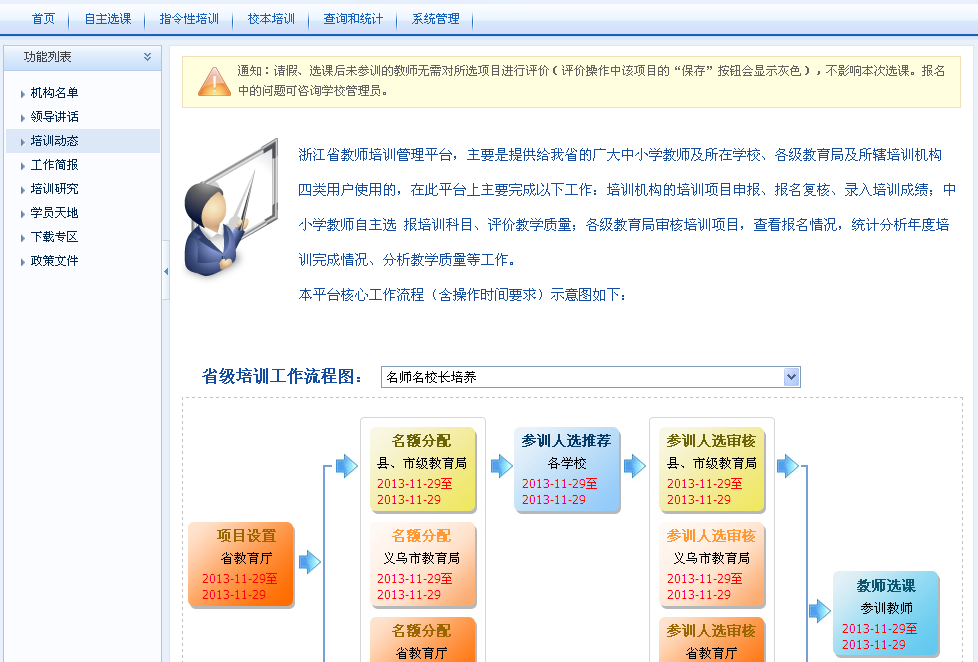 首页 自主选课 指令性培训 校本培训 查询和统计 系统管理
功能列表
机构名单
领导讲话
培训动态
工作简报
培训研究
学员天地
下载专区
政策文件
通知：请假、选课后未参训的教师无需对所选项目进行评价（评价操作中该项目的“保存”按钮会显示灰色），不影响本次选课。报名
中的问题可咨询学校管理员。
浙江省教师培训管理平台，主要是提供给我省的广大中小学教师及所在学校、各级教育局及所辖培训机构
四类用户使用的，在此平台上主要完成以下工作：培训机构的培训项目申报、报名复核、录入培训成绩；中
小学教师自主选 报培训科目、评价教学质量；各级教育局审核培训项目，查看报名情况，统计分析年度培
训完成情况、分析教学质量等工作。
本平台核心工作流程（含操作时间要求）示意图如下：
省级培训工作流程图： 名师名校长培养
项目设置
省教育厅
2013-11-29至
2013-11-29
名额分配
县、市级教育局
2013-11-29至
2013-11-29
名额分配
义乌市教育局
2013-11-29至
2013-11-29
名额分配
省教育厅
参训人选推荐
各学校
2013-11-29至
2013-11-29
参训人选审核
县、市级教育局
2013-11-29至
2013-11-29
参训人选审核
义乌市教育局
2013-11-29至
2013-11-29
参训人选审核
省教育厅
教师选课
参训教师
2013-11-29至
2013-11-29